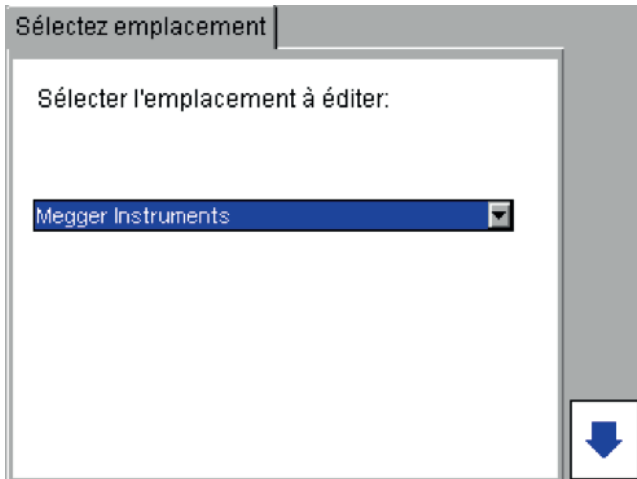 Sélectez emplacement
Sélecter l'emplacement à éditer:
Megger Instruments